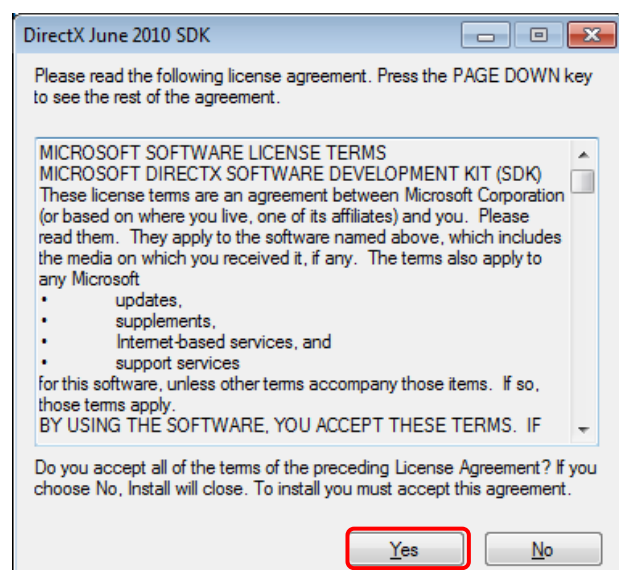 DirectX June 2010 SDK
Please read the following license agreement. Press the PAGE DOWN key
to see the rest of the agreement.
MICROSOFT SOFTWARE LICENSE TERMS
MICROSOFT DIRECTX SOFTWARE DEVELOPMENT KIT (SDK)
These license terms are an agreement between Microsoft Corporation
(or based on where you live, one of its affiliates) and you.  Please
read them.  They apply to the software named above, which includes
the media on which you received it, if any.  The terms also apply to
any Microsoft
• updates,
• supplements,
• Internet-based services, and
• support services
for this software, unless other terms accompany those items.  If so,
those terms apply.
BY USING THE SOFTWARE, YOU ACCEPT THESE TERMS.  IF
Do you accept all of the terms of the preceding License Agreement? If you
choose No, Install will close. To install you must accept this agreement.
Yes No